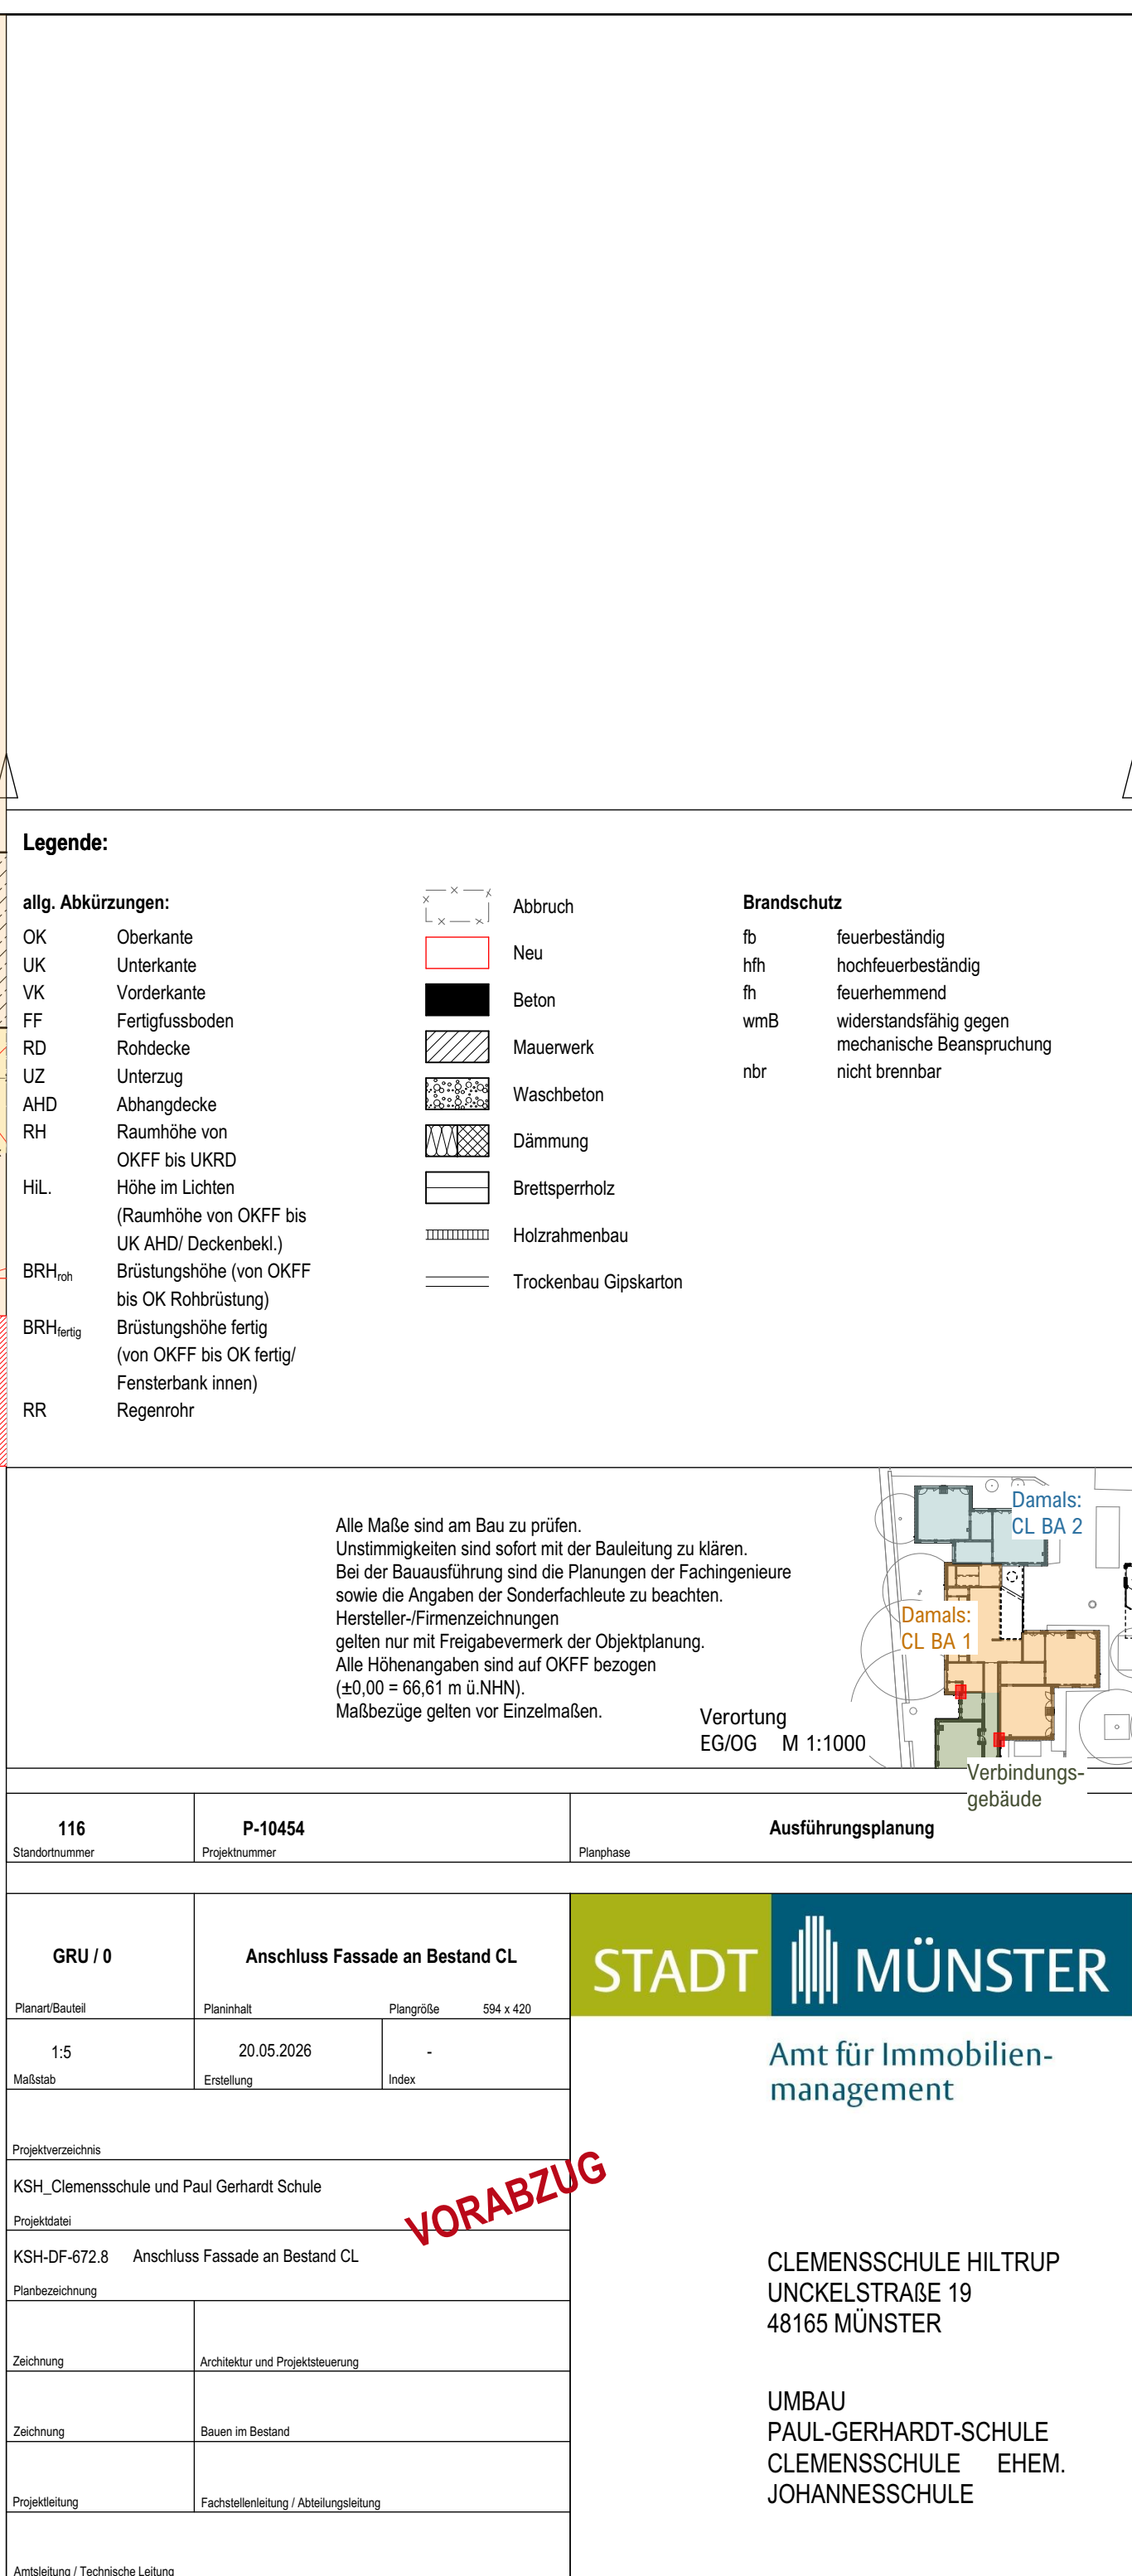 Legende:
allg. Abkürzungen:
OK Oberkante
UK Unterkante
VK Vorderkante
FF Fertigfussboden
RD Rohdecke
UZ Unterzug
AHD Abhangdecke
RH Raumhöhe von
OKFF bis UKRD
HiL. Höhe im Lichten
(Raumhöhe von OKFF bis
UK AHD/ Deckenbekl.)
BRHroh Brüstungshöhe (von OKFF
bis OK Rohbrüstung)
BRHfertig Brüstungshöhe fertig
(von OKFF bis OK fertig/
Fensterbank innen)
RR Regenrohr
Abbruch
Neu
Beton
Mauerwerk
Waschbeton
Dämmung
Brettsperrholz
Holzrahmenbau
Trockenbau Gipskarton
Brandschutz
fb feuerbeständig
hfh hochfeuerbeständig
fh feuerhemmend
wmB widerstandsfähig gegen
mechanische Beanspruchung
nbr nicht brennbar
Alle Maße sind am Bau zu prüfen.
Unstimmigkeiten sind sofort mit der Bauleitung zu klären.
Bei der Bauausführung sind die Planungen der Fachingenieure
sowie die Angaben der Sonderfachleute zu beachten.
Hersteller-/Firmenzeichnungen
gelten nur mit Freigabevermerk der Objektplanung.
Alle Höhenangaben sind auf OKFF bezogen
(±0,00 = 66,61 m ü.NHN).
Maßbezüge gelten vor Einzelmaßen.
Verortung
EG/OG M 1:1000
Damals:
CL BA 2
Damals:
CL BA 1
Verbindungs-
gebäude
116
Standortnummer
P-10454
Projektnummer
Ausführungsplanung
Planphase
GRU / 0
Planart/Bauteil
Anschluss Fassade an Bestand CL
Planinhalt
Plangröße 594 x 420
1:5
Maßstab
20.05.2026
Erstellung
-
Index
Projektverzeichnis
KSH_Clemensschule und Paul Gerhardt Schule
Projektdatei
VORABZUG
KSH-DF-672.8 Anschluss Fassade an Bestand CL
Planbezeichnung
Zeichnung
Architektur und Projektsteuerung
Zeichnung
Bauen im Bestand
Projektleitung
Fachstellenleitung / Abteilungsleitung
Amtsleitung / Technische Leitung
STADT MÜNSTER
Amt für Immobilien-
management
CLEMENSSCHULE HILTRUP
UNCKELSTRAßE 19
48165 MÜNSTER
UMBAU
PAUL-GERHARDT-SCHULE
CLEMENSSCHULE EHEM.
JOHANNESSCHULE